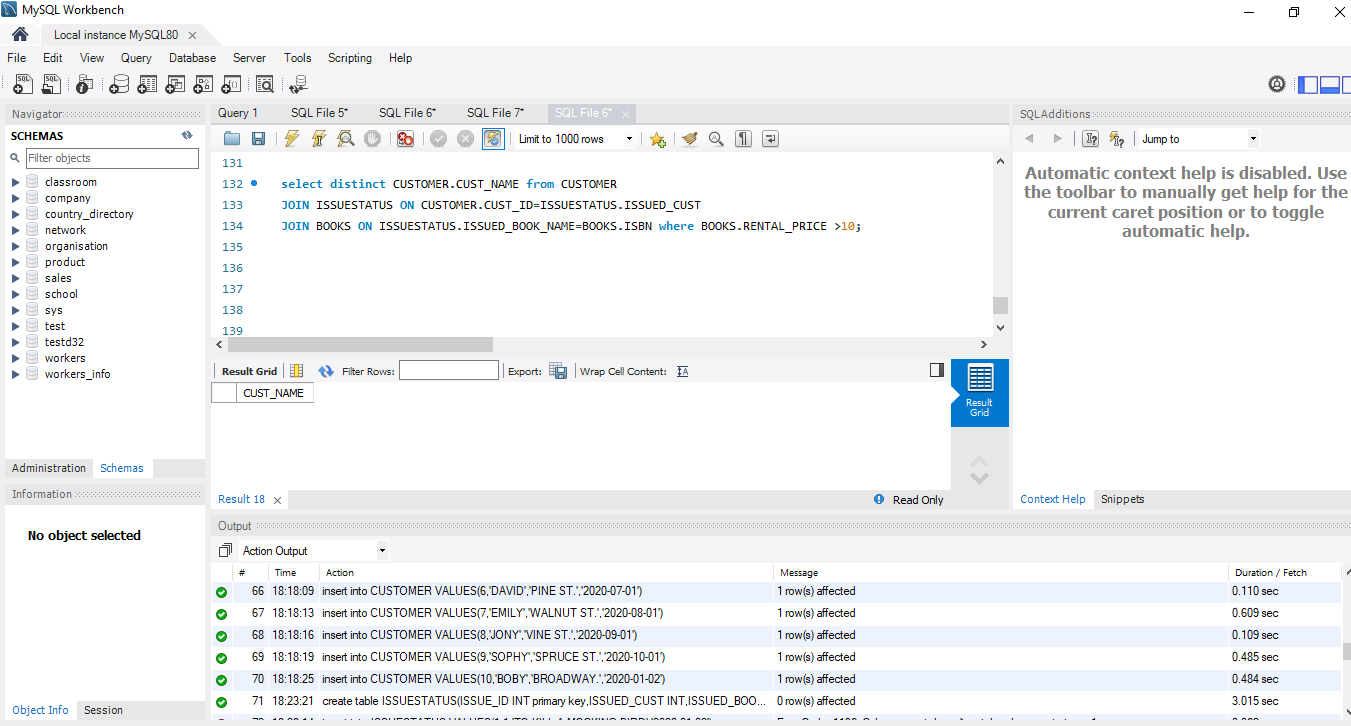 MySQL Workbench
Local instance MySQL80
File Edit View Query Database Server Tools Scripting Help
Navigator
SCHEMAS
Filter objects
classroom
company
country_directory
network
organisation
product
sales
school
sys
test
testd32
workers
workers_info
Administration Schemas
Information
No object selected
Object Info Session
Query 1 SQL File 5* SQL File 6* SQL File 7* SQL File 6*
Limit to 1000 rows
131
132 select distinct CUSTOMER.CUST_NAME from CUSTOMER
133 JOIN ISSUESTATUS ON CUSTOMER.CUST_ID=ISSUESTATUS.ISSUED_CUST
134 JOIN BOOKS ON ISSUESTATUS.ISSUED_BOOK_NAME=BOOKS.ISBN where BOOKS.RENTAL_PRICE >10;
135
136
137
138
139
Result Grid Filter Rows: Export: Wrap Cell Content:
CUST_NAME
Result Grid
Result 18
Read Only
SQLAdditions
Jump to
Automatic context help is disabled. Use
the toolbar to manually get help for the
current caret position or to toggle
automatic help.
Context Help Snippets
Output
Action Output
# Time Action Message Duration / Fetch
66 18:18:09 insert into CUSTOMER VALUES(6,'DAVID','PINE ST.','2020-07-01') 1 row(s) affected 0.110 sec
67 18:18:13 insert into CUSTOMER VALUES(7,'EMILY','WALNUT ST.','2020-08-01') 1 row(s) affected 0.609 sec
68 18:18:16 insert into CUSTOMER VALUES(8,'JONY','VINE ST.','2020-09-01') 1 row(s) affected 0.109 sec
69 18:18:19 insert into CUSTOMER VALUES(9,'SOPHY','SPRUCE ST.','2020-10-01') 1 row(s) affected 0.485 sec
70 18:18:25 insert into CUSTOMER VALUES(10,'BOBY','BROADWAY.','2020-01-02') 1 row(s) affected 0.484 sec
71 18:23:21 create table ISSUESTATUS(ISSUE_ID INT primary key,ISSUED_CUST INT,ISSUED_BOO... 0 row(s) affected 3.015 sec